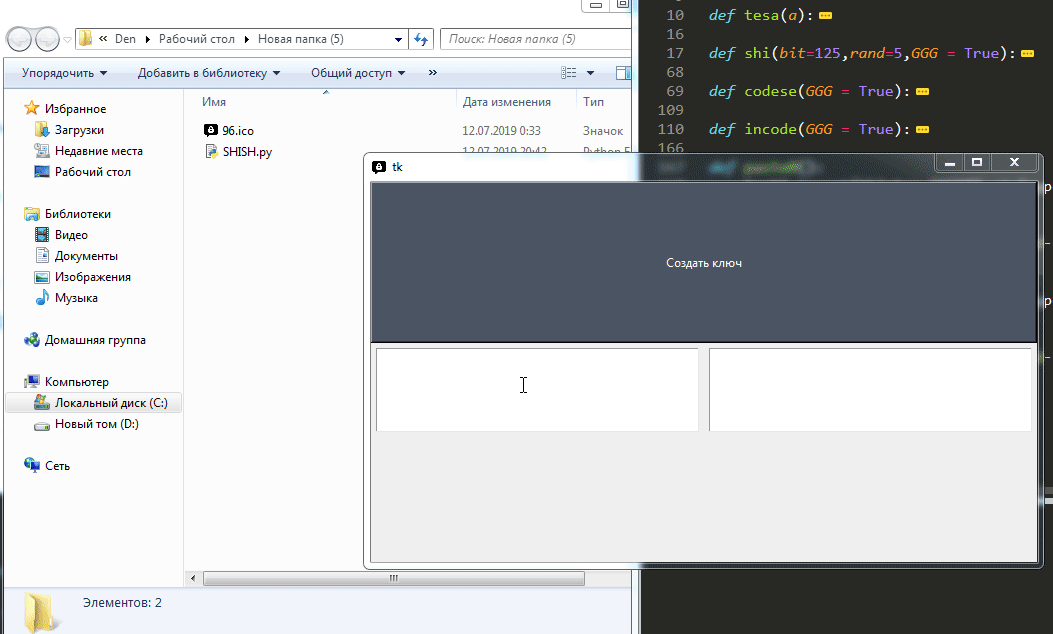 « Den ▸ Рабочий стол ▸ Новая папка (5)
Поиск: Новая папка (5)
Упорядочить
Добавить в библиотеку
Общий доступ
»
Избранное
Загрузки
Недавние места
Рабочий стол
Библиотеки
Видео
Документы
Изображения
Музыка
Домашняя группа
Компьютер
Локальный диск (C:)
Новый том (D:)
Сеть
Имя
Дата изменения
Тип
96.ico
12.07.2019 0:33
Значок
SHISH.py
12.07.2019 20:42
Python F
Элементов: 2
10 def tesa(a):
16
17 def shi(bit=125,rand=5,GGG = True):
68
69 def codese(GGG = True):
109
110 def incode(GGG = True):
166
def
tk
Создать ключ